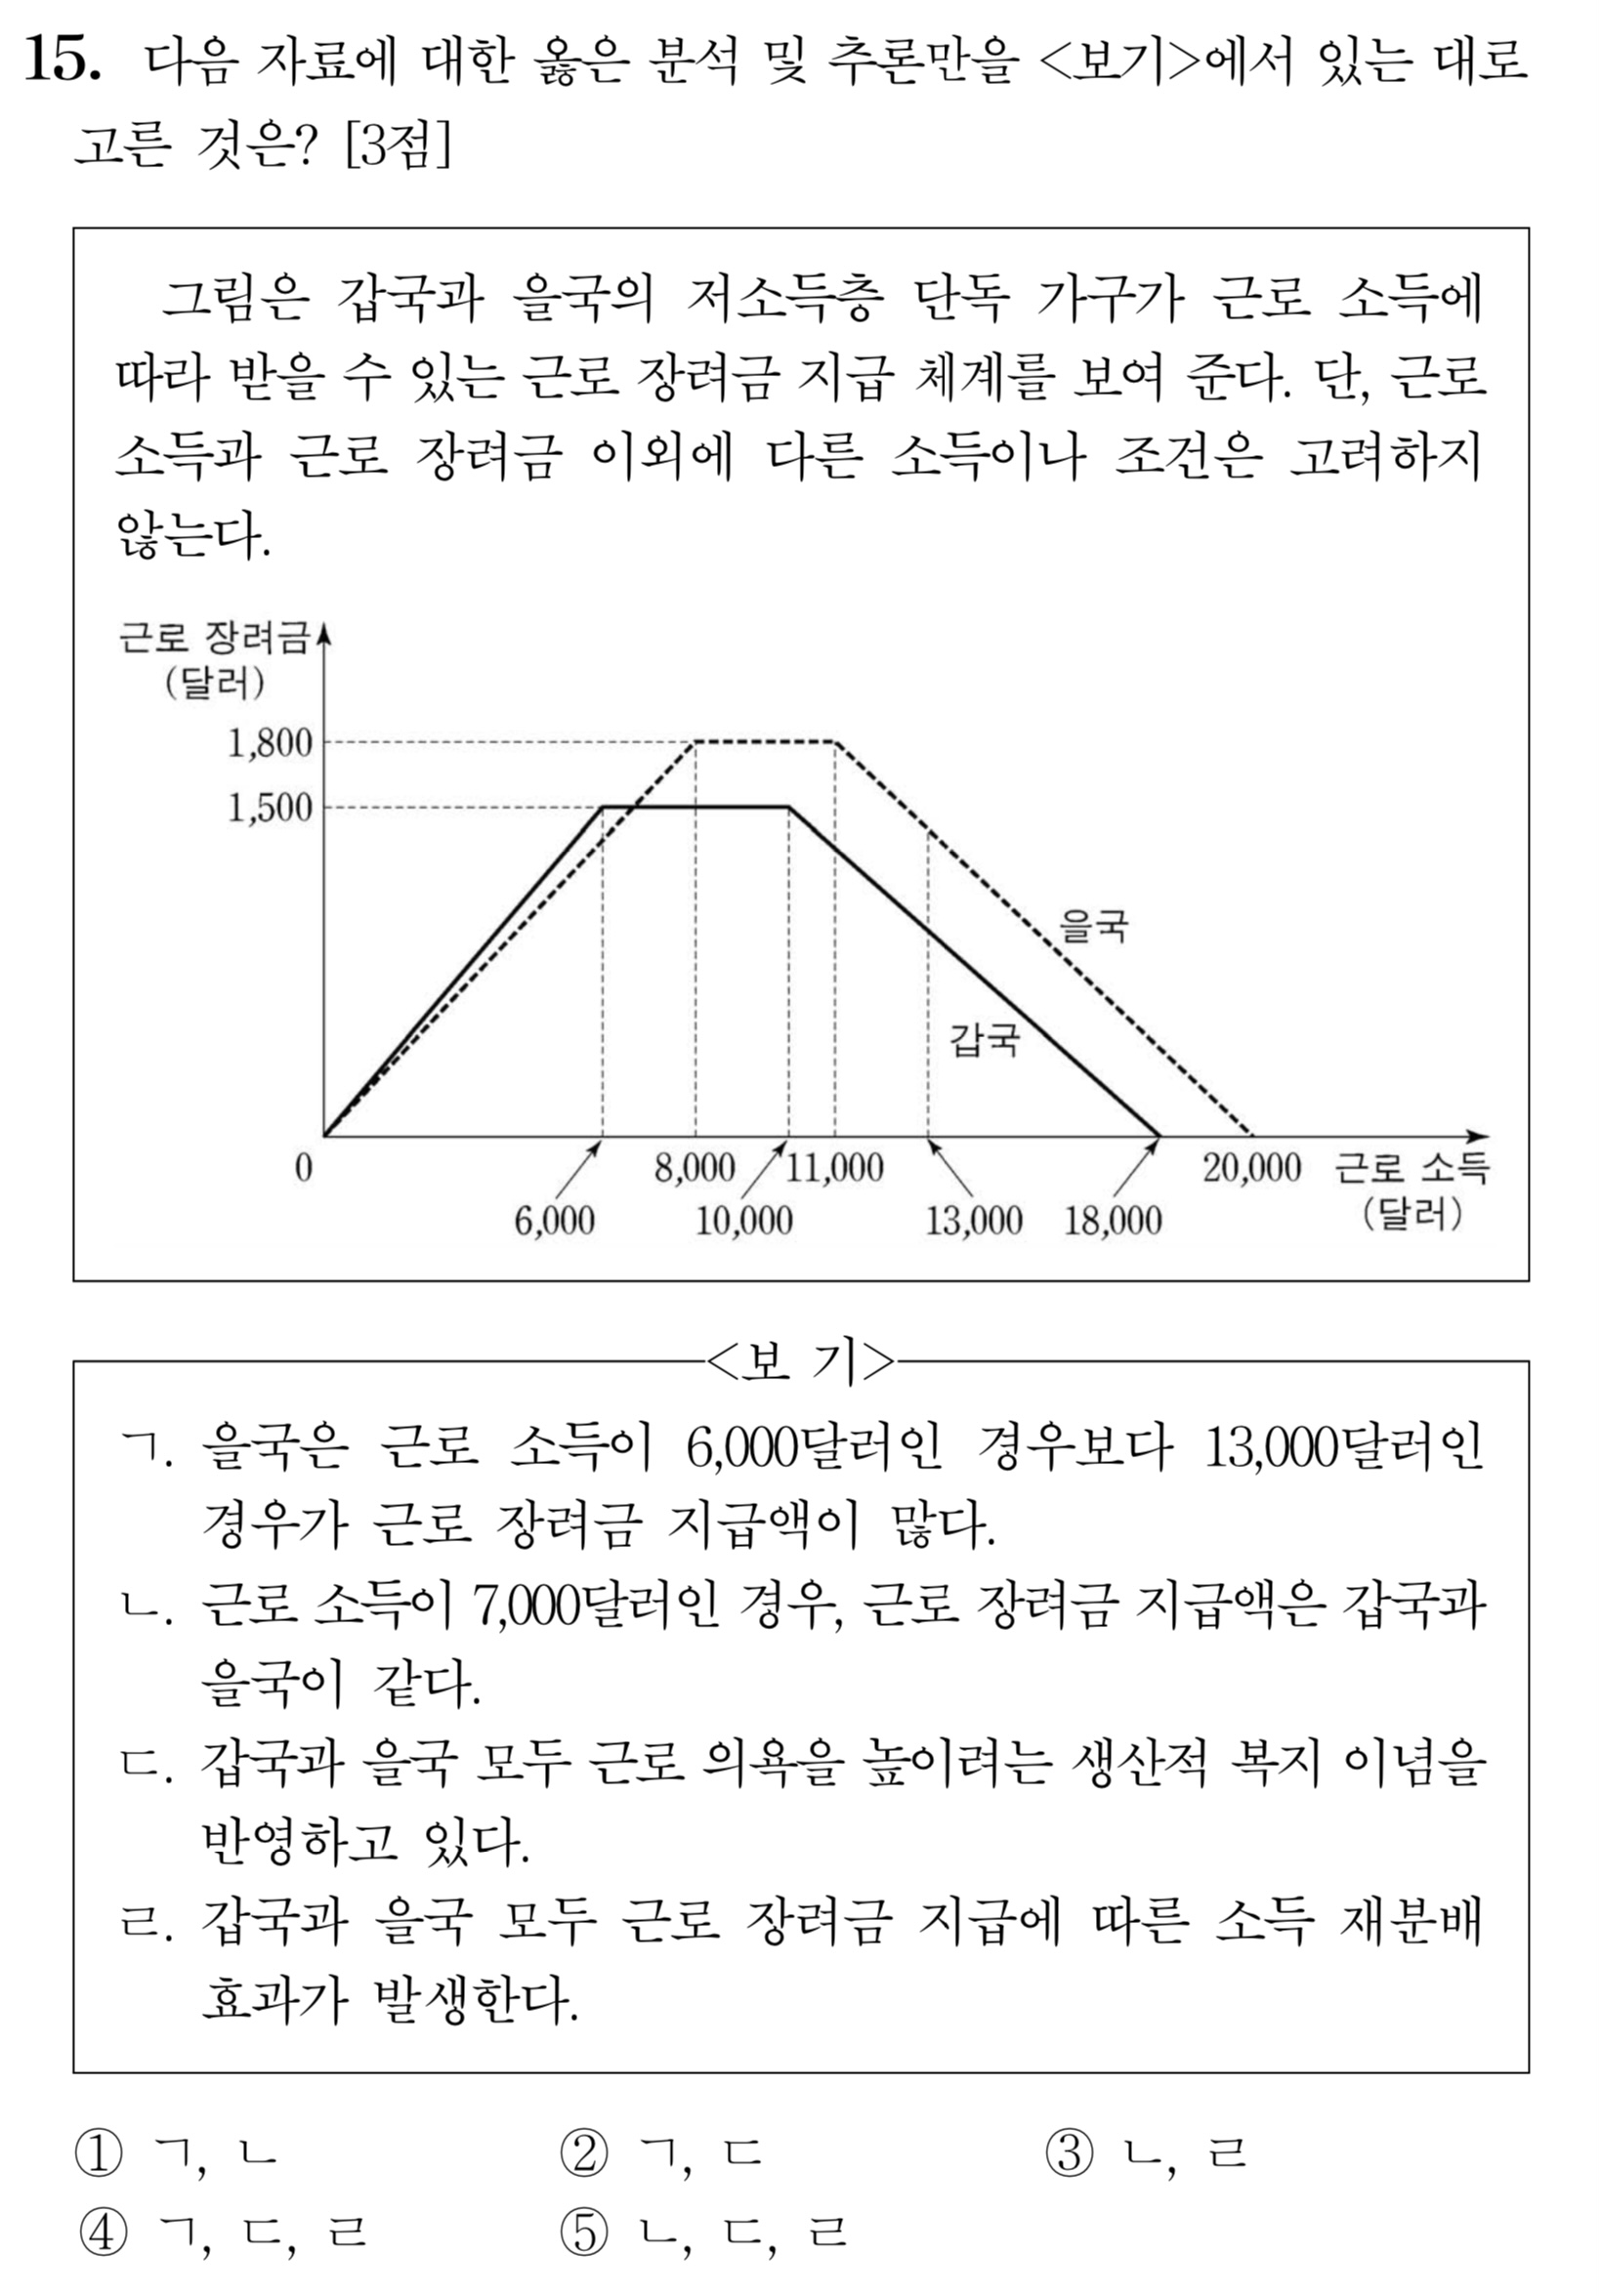 15. 다음 자료에 대한 옳은 분석 및 추론만을 <보기>에서 있는 대로
고른 것은? [3점]
그림은 갑국과 을국의 저소득층 단독 가구가 근로 소득에
따라 받을 수 있는 근로 장려금 지급 체계를 보여 준다. 단, 근로
소득과 근로 장려금 이외에 다른 소득이나 조건은 고려하지
않는다.
근로 장려금
(달러)
1,800
1,500
을국
갑국
0
8,000
11,000
20,000
근로 소득
(달러)
6,000
10,000
13,000
18,000
<보 기>
ㄱ. 을국은 근로 소득이 6,000달러인 경우보다 13,000달러인
경우가 근로 장려금 지급액이 많다.
ㄴ. 근로 소득이 7,000달러인 경우, 근로 장려금 지급액은 갑국과
을국이 같다.
ㄷ. 갑국과 을국 모두 근로 의욕을 높이려는 생산적 복지 이념을
반영하고 있다.
ㄹ. 갑국과 을국 모두 근로 장려금 지급에 따른 소득 재분배
효과가 발생한다.
① ㄱ, ㄴ ② ㄱ, ㄷ ③ ㄴ, ㄹ
④ ㄱ, ㄷ, ㄹ ⑤ ㄴ, ㄷ, ㄹ